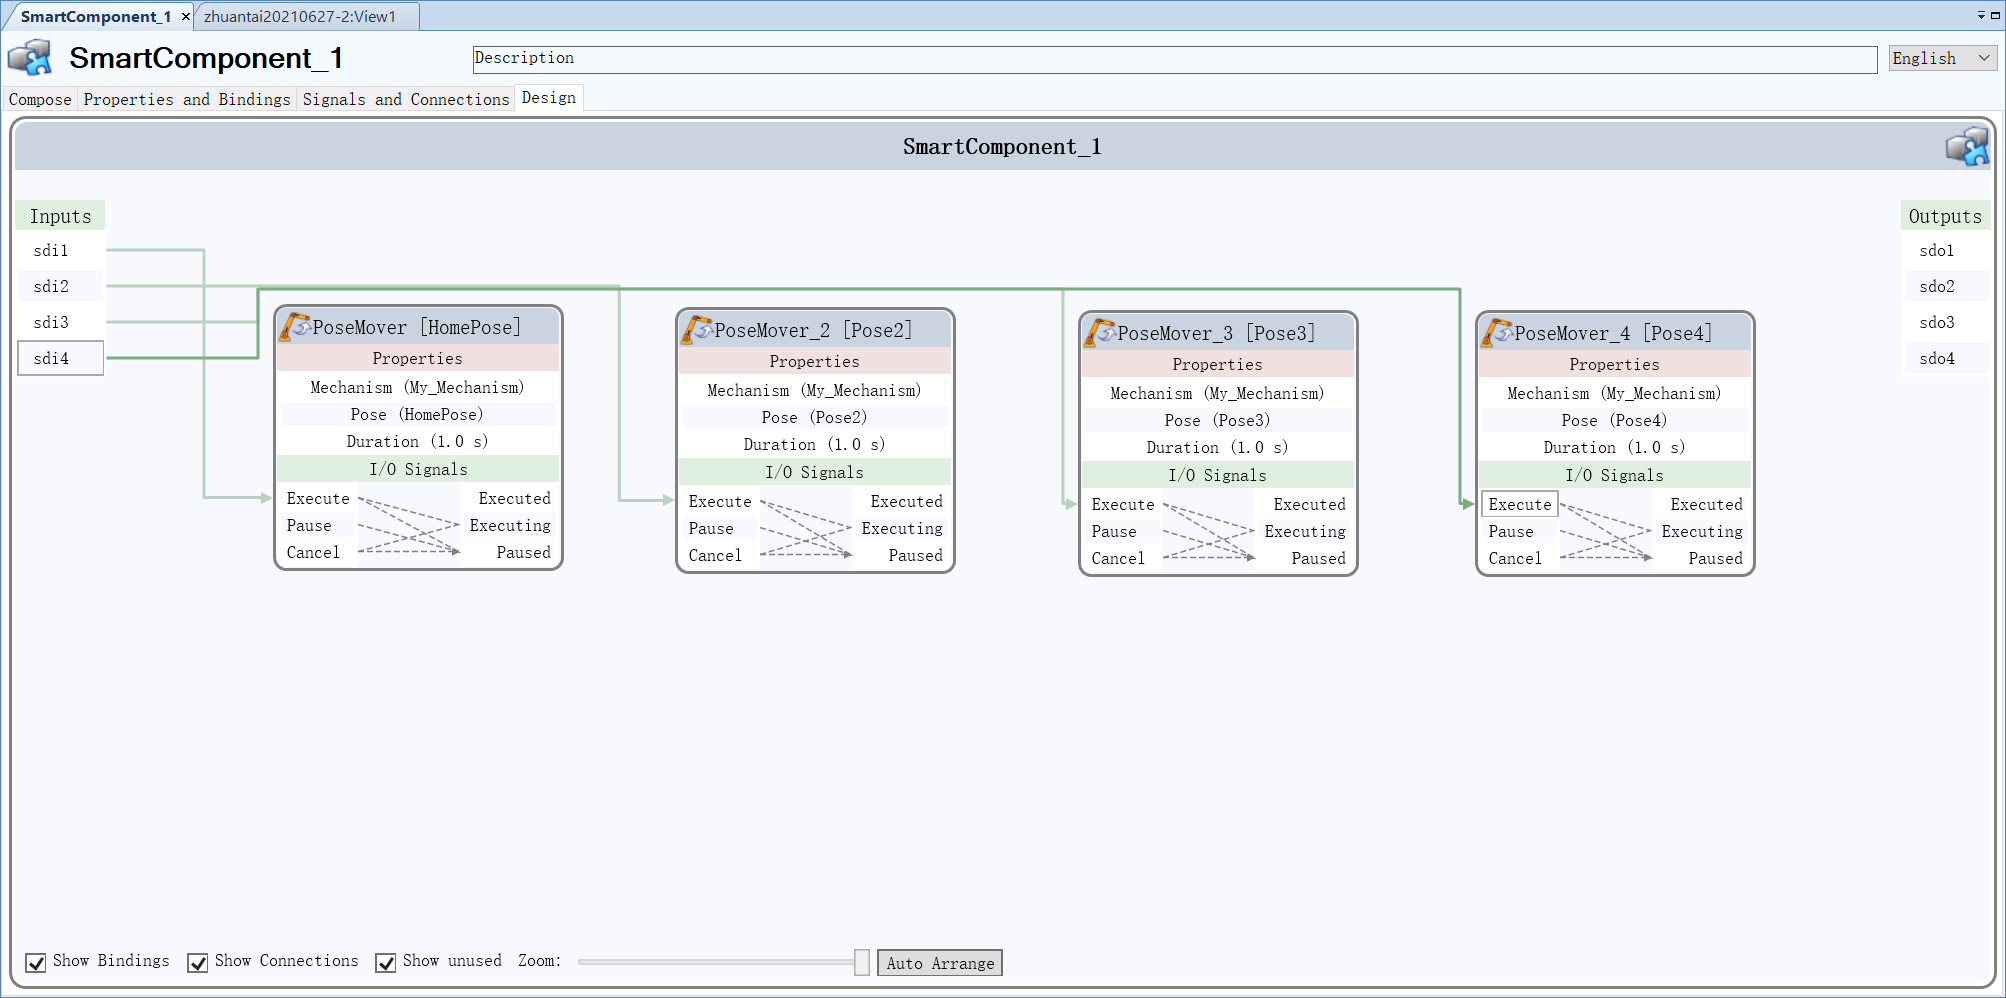 SmartComponent_1 × zhuantai20210627-2:View1
SmartComponent_1
Description
English
Compose Properties and Bindings Signals and Connections Design
SmartComponent_1
Inputs
sdi1
sdi2
sdi3
sdi4
PoseMover [HomePose]
Properties
Mechanism (My_Mechanism)
Pose (HomePose)
Duration (1.0 s)
I/O Signals
Execute Executed
Pause Executing
Cancel Paused
PoseMover_2 [Pose2]
Properties
Mechanism (My_Mechanism)
Pose (Pose2)
Duration (1.0 s)
I/O Signals
Execute Executed
Pause Executing
Cancel Paused
PoseMover_3 [Pose3]
Properties
Mechanism (My_Mechanism)
Pose (Pose3)
Duration (1.0 s)
I/O Signals
Execute Executed
Pause Executing
Cancel Paused
PoseMover_4 [Pose4]
Properties
Mechanism (My_Mechanism)
Pose (Pose4)
Duration (1.0 s)
I/O Signals
Execute Executed
Pause Executing
Cancel Paused
Outputs
sdo1
sdo2
sdo3
sdo4
Show Bindings Show Connections Show unused Zoom: Auto Arrange